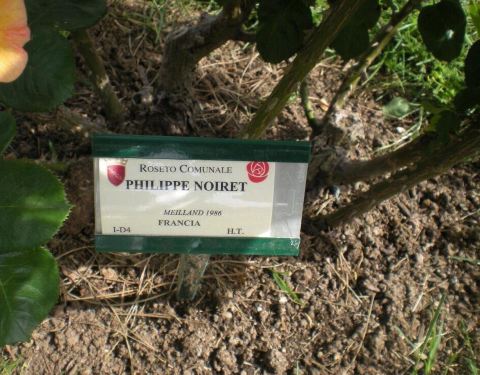 ROSETO COMUNALE
PHILIPPE NOIRET
MEILLAND 1986
FRANCIA
I-D4 H.T.